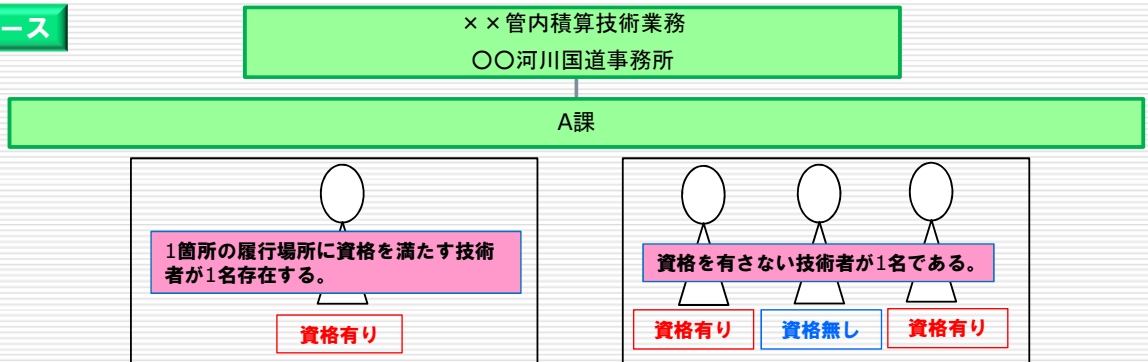 ース
××管内積算技術業務
〇〇河川国道事務所
A課
1箇所の履行場所に資格を満たす技術
者が1名存在する。
資格を有さない技術者が1名である。
資格有り
資格有り
資格無し
資格有り